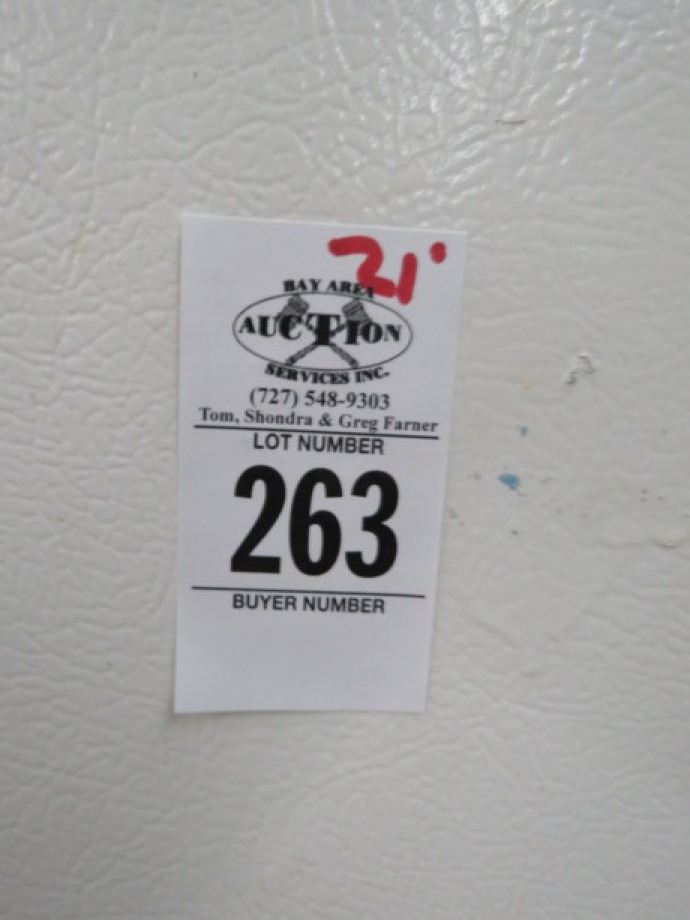 21'
BAY AREA
AUCTION
SERVICES INC.
(727) 548-9303
Tom, Shondra & Greg Farner
LOT NUMBER
263
BUYER NUMBER